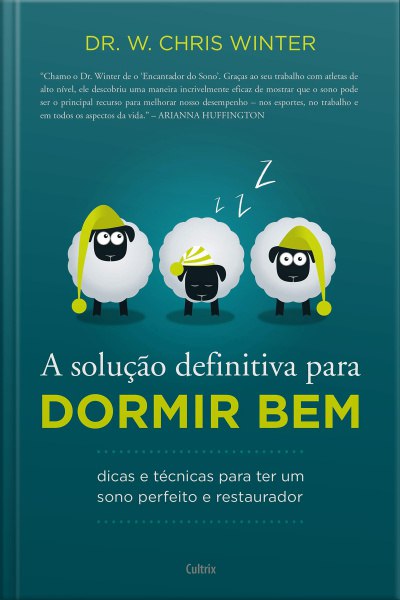 DR. W. CHRIS WINTER
“Chamo o Dr. Winter de o ‘Encantador do Sono’. Graças ao seu trabalho com atletas de
alto nível, ele descobriu uma maneira incrivelmente eficaz de mostrar que o sono pode
ser o principal recurso para melhorar nosso desempenho – nos esportes, no trabalho e
em todos os aspectos da vida.” – ARIANNA HUFFINGTON
Z
Z
Z
A solução definitiva para
DORMIR BEM
dicas e técnicas para ter um
sono perfeito e restaurador
Cultrix